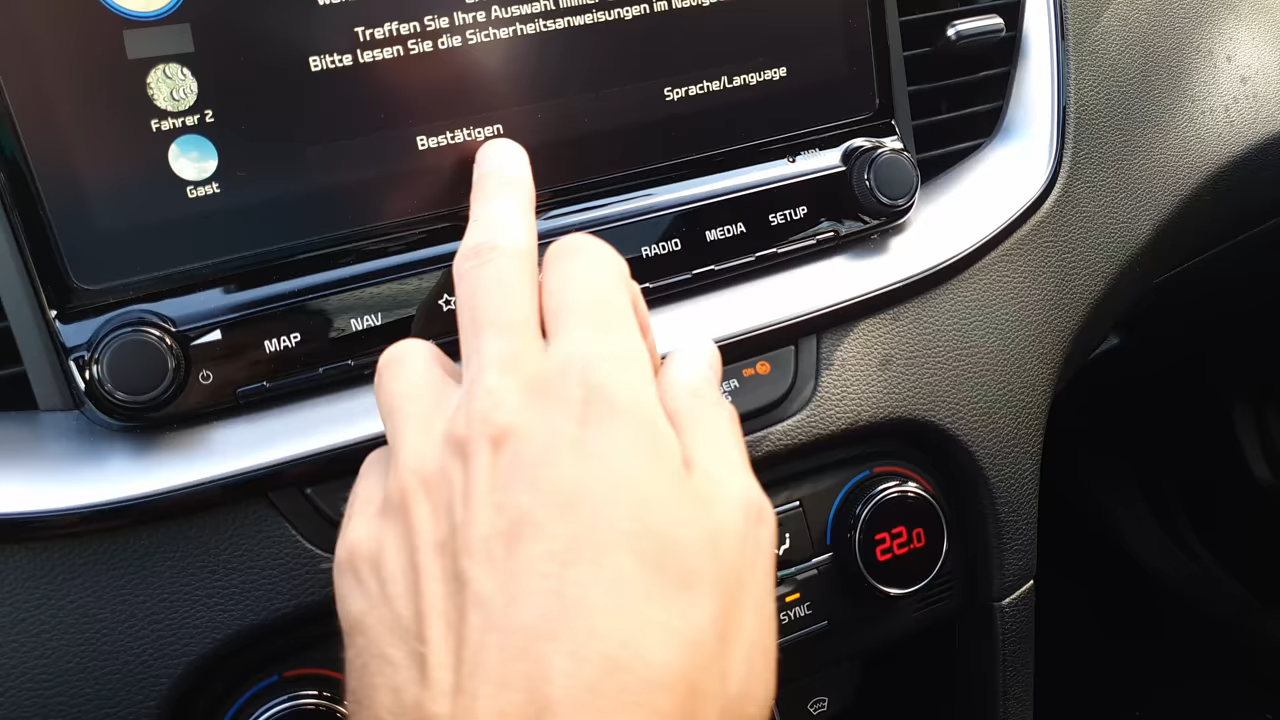 Treffen Sie Ihre Auswahl immer
Bitte lesen Sie die Sicherheitsanweisungen im
Sprache/Language
Fahrer 2
Bestätigen
Gast
RADIO
MEDIA
SETUP
MAP
NAV
ON
22.0
SYNC